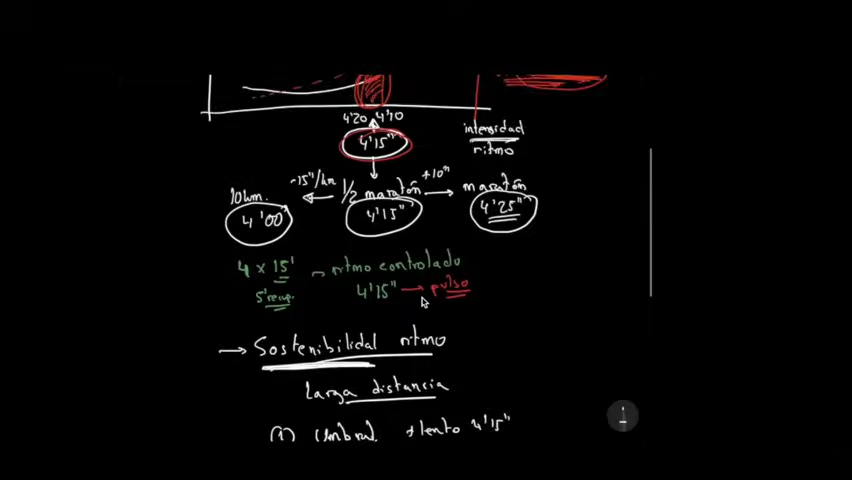 4'20 4'10
4'15"
intensidad
ritmo
-15"/km +10"
10km. 1/2 maratón maratón
4'00" 4'15" 4'25"
4 x 15' ritmo controlado
5' recup. 4'15" → pulso
→ Sostenibilidad ritmo
larga distancia
(1) umbral + lento 4'15"